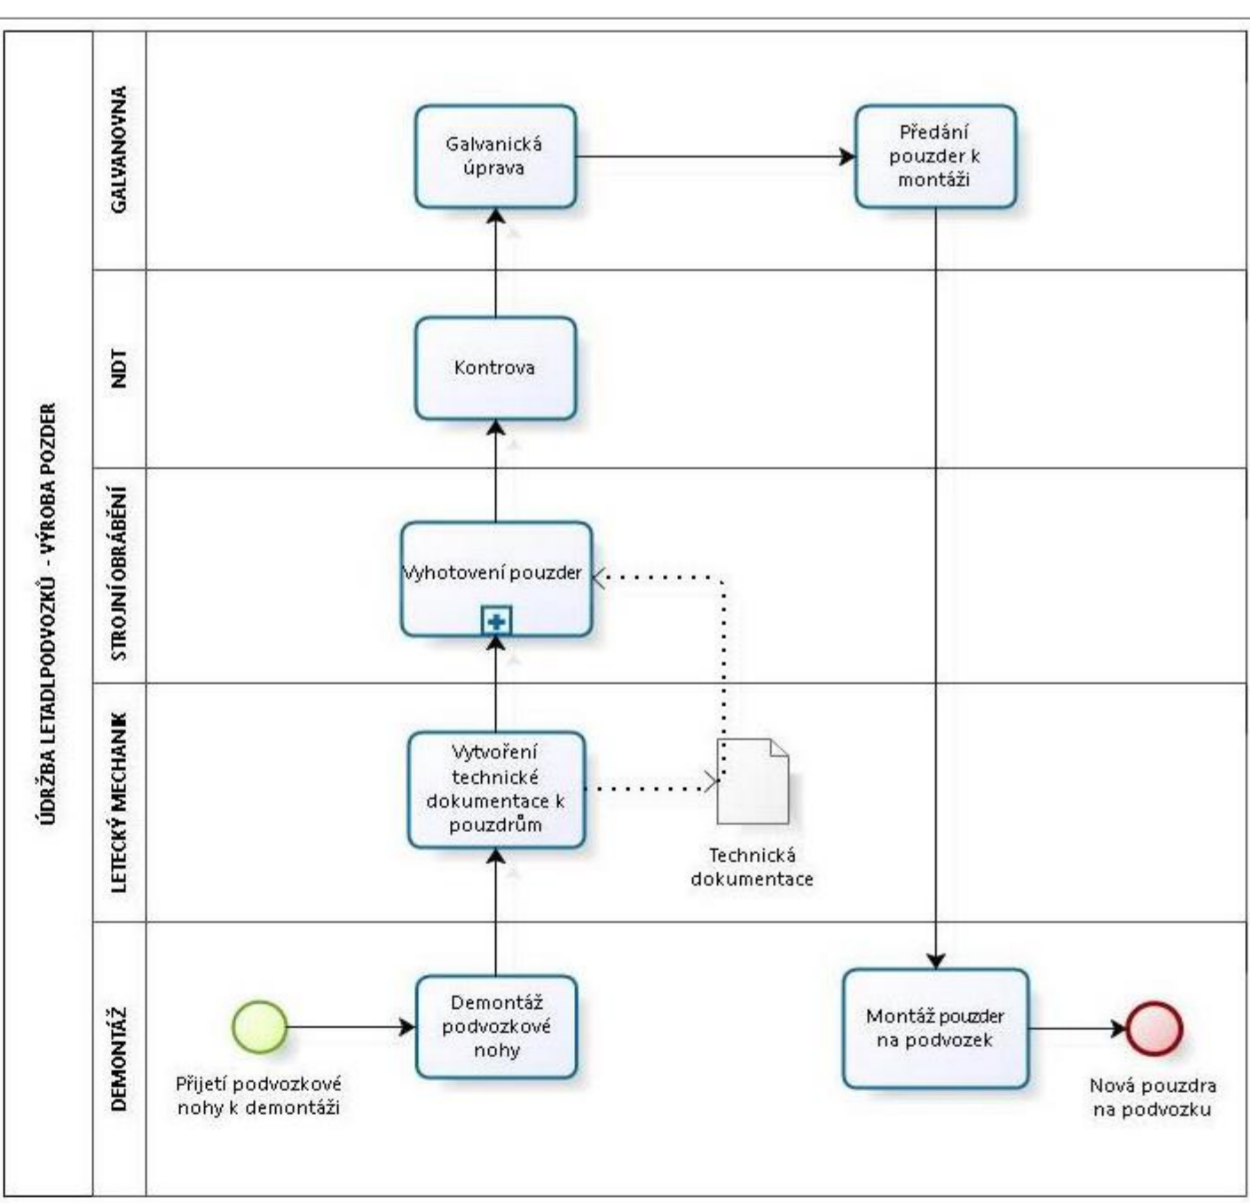 ÚDRŽBA LETADLPODVOZKŮ - VÝROBA POZDER
GALVANOVNA
Galvanická
úprava
Předání
pouzder k
montáži
NDT
Kontrova
STROJNÍ OBRÁBĚNÍ
Vyhotovení pouzder
LETECKÝ MECHANIK
Vytvoření
technické
dokumentace k
pouzdrům
Technická
dokumentace
DEMONTÁŽ
Přijetí podvozkové
nohy k demontáži
Demontáž
podvozkové
nohy
Montáž pouzder
na podvozek
Nová pouzdra
na podvozku